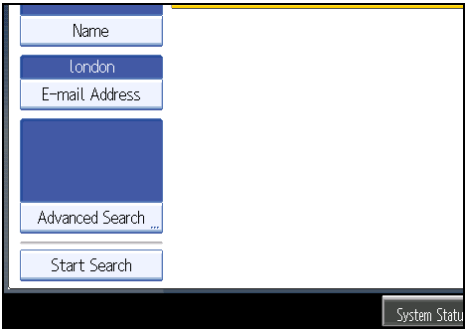 Name
london
E-mail Address
Advanced Search ...
Start Search
System Statu